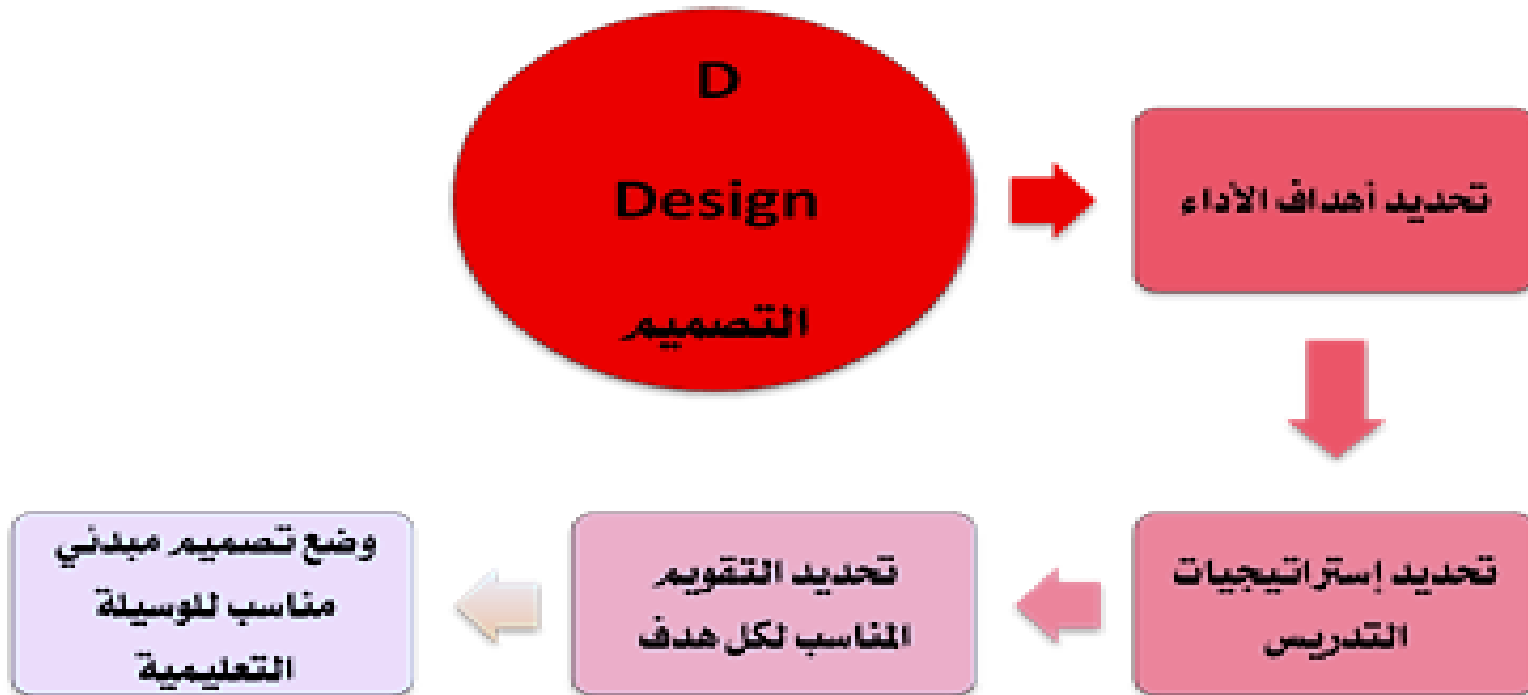 D
Design
التصميم
تحديد أهداف الأداء
تحديد إستراتيجيات
التدريس
تحديد التقويم
المناسب لكل هدف
وضع تصميم مبدئي
مناسب للوسيلة
التعليمية